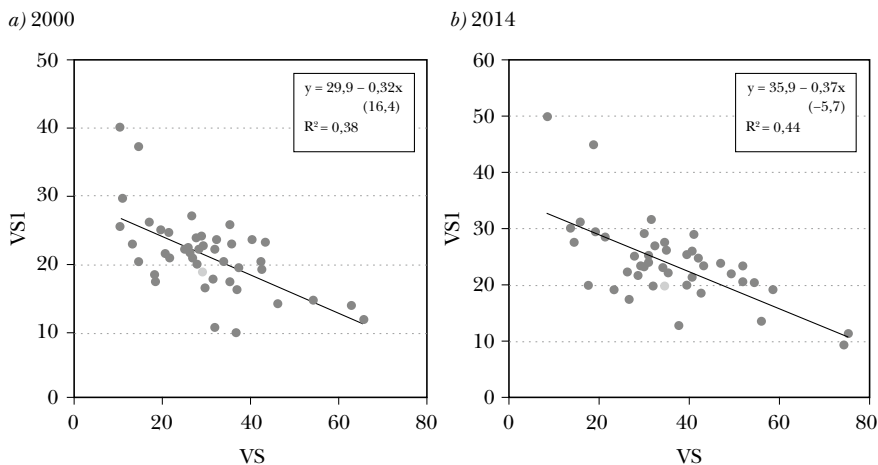 a) 2000
50
40
30
20
10
0
VS1
0 20 40 60 80
VS
y = 29,9 – 0,32x
(16,4)
R² = 0,38
b) 2014
60
50
40
30
20
10
0
VS1
0 20 40 60 80
VS
y = 35,9 – 0,37x
(–5,7)
R² = 0,44